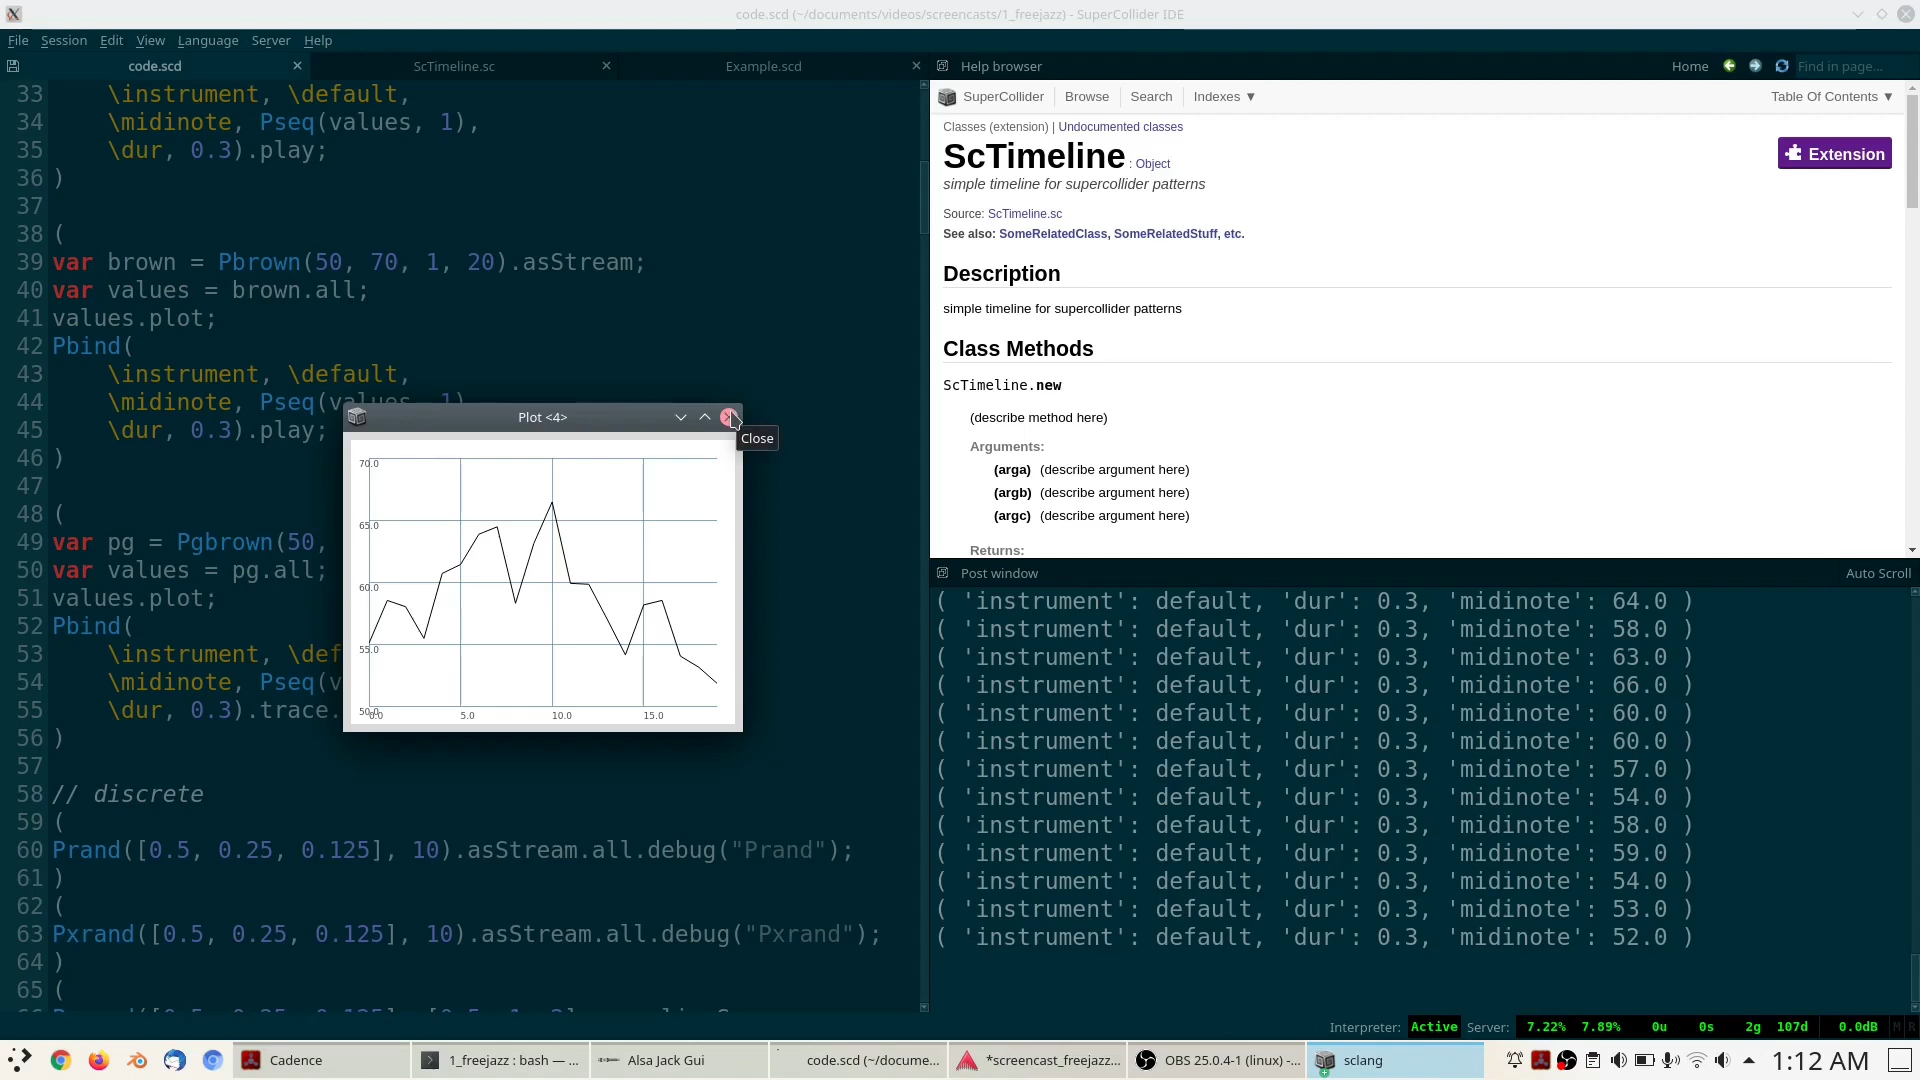 code.scd (~/documents/videos/screencasts/1_freejazz) - SuperCollider IDE
File Session Edit View Language Server Help
code.scd ScTimeline.sc Example.scd
33 \instrument, \default,
34 \midinote, Pseq(values, 1),
35 \dur, 0.3).play;
36 )
37
38 (
39 var brown = Pbrown(50, 70, 1, 20).asStream;
40 var values = brown.all;
41 values.plot;
42 Pbind(
43 \instrument, \default,
44 \midinote, Pseq(values, 1),
45 \dur, 0.3).play;
46 )
47
48 (
49 var pg = Pgbrown(50,
50 var values = pg.all;
51 values.plot;
52 Pbind(
53 \instrument, \def
54 \midinote, Pseq(v
55 \dur, 0.3).trace.
56 )
57
58 // discrete
59 (
60 Prand([0.5, 0.25, 0.125], 10).asStream.all.debug("Prand");
61 )
62 (
63 Pxrand([0.5, 0.25, 0.125], 10).asStream.all.debug("Pxrand");
64 )
65 (
Plot <4>
Close
70.0
65.0
60.0
55.0
50.0
0.0 5.0 10.0 15.0
Help browser Home Find in page...
SuperCollider Browse Search Indexes ▼ Table Of Contents ▼
Classes (extension) | Undocumented classes
ScTimeline : Object
Extension
simple timeline for supercollider patterns
Source: ScTimeline.sc
See also: SomeRelatedClass, SomeRelatedStuff, etc.
Description
simple timeline for supercollider patterns
Class Methods
ScTimeline.new
(describe method here)
Arguments:
(arga) (describe argument here)
(argb) (describe argument here)
(argc) (describe argument here)
Returns:
Post window Auto Scroll
( 'instrument': default, 'dur': 0.3, 'midinote': 64.0 )
( 'instrument': default, 'dur': 0.3, 'midinote': 58.0 )
( 'instrument': default, 'dur': 0.3, 'midinote': 63.0 )
( 'instrument': default, 'dur': 0.3, 'midinote': 66.0 )
( 'instrument': default, 'dur': 0.3, 'midinote': 60.0 )
( 'instrument': default, 'dur': 0.3, 'midinote': 60.0 )
( 'instrument': default, 'dur': 0.3, 'midinote': 57.0 )
( 'instrument': default, 'dur': 0.3, 'midinote': 54.0 )
( 'instrument': default, 'dur': 0.3, 'midinote': 58.0 )
( 'instrument': default, 'dur': 0.3, 'midinote': 59.0 )
( 'instrument': default, 'dur': 0.3, 'midinote': 54.0 )
( 'instrument': default, 'dur': 0.3, 'midinote': 53.0 )
( 'instrument': default, 'dur': 0.3, 'midinote': 52.0 )
Interpreter: Active Server: 7.22% 7.89% 0u 0s 2g 107d 0.0dB M R
Cadence 1_freejazz : bash — ... Alsa Jack Gui code.scd (~/docume... *screencast_freejazz... OBS 25.0.4-1 (linux) -... sclang 1:12 AM